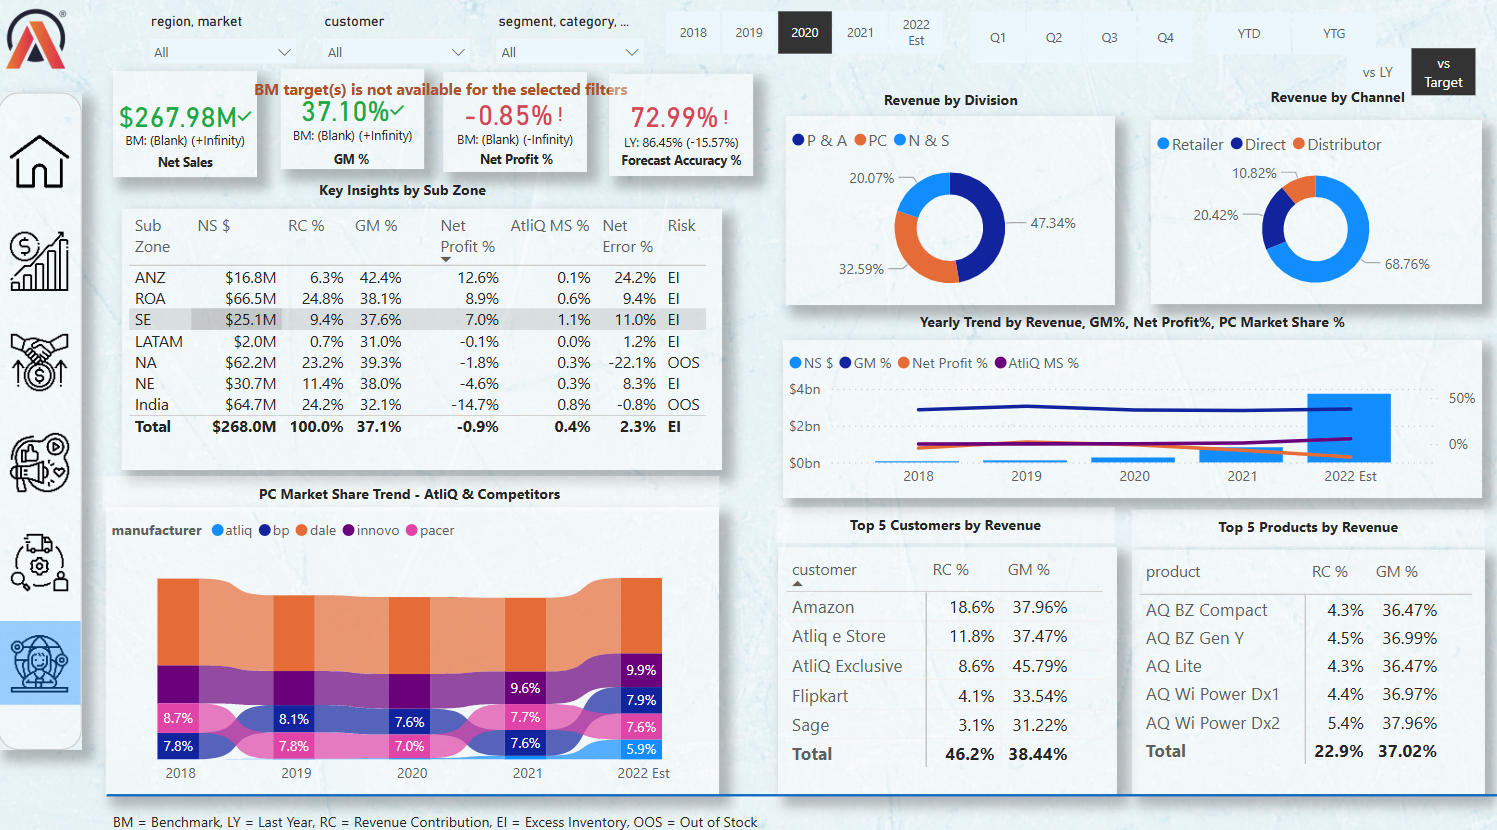 region, market
customer
segment, category, ...
All
All
All
2018
2019
2020
2021
2022
Est
Q1
Q2
Q3
Q4
YTD
YTG
vs LY
vs
Target
BM target(s) is not available for the selected filters
$267.98M
BM: (Blank) (+Infinity)
Net Sales
37.10%
BM: (Blank) (+Infinity)
GM %
-0.85% !
BM: (Blank) (-Infinity)
Net Profit %
72.99% !
LY: 86.45% (-15.57%)
Forecast Accuracy %
Key Insights by Sub Zone
Sub Zone NS $ RC % GM % Net Profit % AtliQ MS % Net Error % Risk
ANZ $16.8M 6.3% 42.4% 12.6% 0.1% 24.2% EI
ROA $66.5M 24.8% 38.1% 8.9% 0.6% 9.4% EI
SE $25.1M 9.4% 37.6% 7.0% 1.1% 11.0% EI
LATAM $2.0M 0.7% 31.0% -0.1% 0.0% 1.2% EI
NA $62.2M 23.2% 39.3% -1.8% 0.3% -22.1% OOS
NE $30.7M 11.4% 38.0% -4.6% 0.3% 8.3% EI
India $64.7M 24.2% 32.1% -14.7% 0.8% -0.8% OOS
Total $268.0M 100.0% 37.1% -0.9% 0.4% 2.3% EI
Revenue by Division
P & A PC N & S
20.07%
47.34%
32.59%
Revenue by Channel
Retailer Direct Distributor
10.82%
20.42%
68.76%
Yearly Trend by Revenue, GM%, Net Profit%, PC Market Share %
NS $ GM % Net Profit % AtliQ MS %
$4bn
$2bn
$0bn
50%
0%
2018 2019 2020 2021 2022 Est
PC Market Share Trend - AtliQ & Competitors
manufacturer atliq bp dale innovo pacer
8.7%
7.8%
8.1%
7.8%
7.6%
7.0%
9.6%
7.7%
7.6%
9.9%
7.9%
7.6%
5.9%
2018 2019 2020 2021 2022 Est
Top 5 Customers by Revenue
customer RC % GM %
Amazon 18.6% 37.96%
Atliq e Store 11.8% 37.47%
AtliQ Exclusive 8.6% 45.79%
Flipkart 4.1% 33.54%
Sage 3.1% 31.22%
Total 46.2% 38.44%
Top 5 Products by Revenue
product RC % GM %
AQ BZ Compact 4.3% 36.47%
AQ BZ Gen Y 4.5% 36.99%
AQ Lite 4.3% 36.47%
AQ Wi Power Dx1 4.4% 36.97%
AQ Wi Power Dx2 5.4% 37.96%
Total 22.9% 37.02%
BM = Benchmark, LY = Last Year, RC = Revenue Contribution, EI = Excess Inventory, OOS = Out of Stock